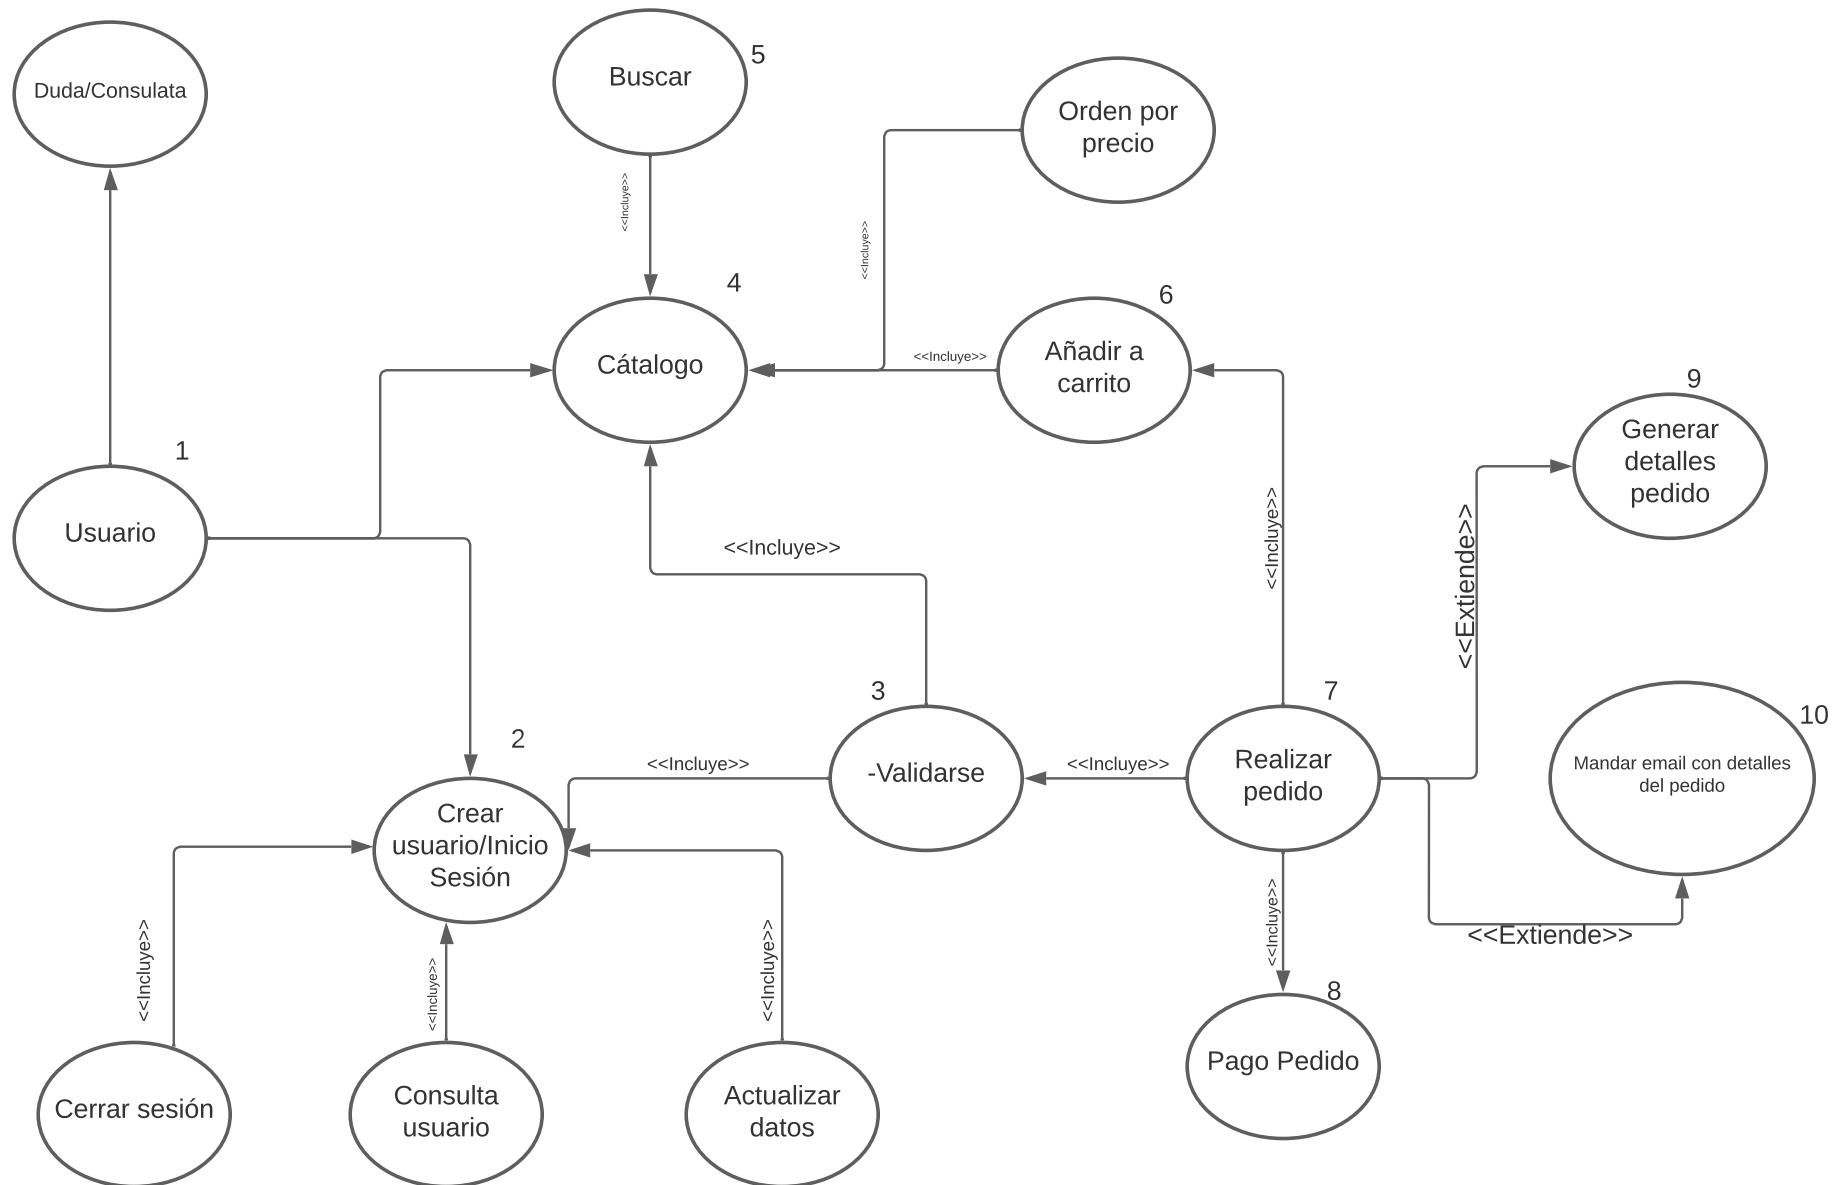 Duda/Consulata
Buscar
5
Orden por
precio
<<Incluye>>
<<Incluye>>
4
Cátalogo
<<Incluye>>
6
Añadir a
carrito
9
Generar
detalles
pedido
1
Usuario
<<Incluye>>
<<Incluye>>
<<Extiende>>
2
Crear
usuario/Inicio
Sesión
<<Incluye>>
3
-Validarse
<<Incluye>>
7
Realizar
pedido
10
Mandar email con detalles
del pedido
<<Incluye>>
<<Incluye>>
<<Incluye>>
<<Incluye>>
<<Extiende>>
8
Pago Pedido
Cerrar sesión
Consulta
usuario
Actualizar
datos